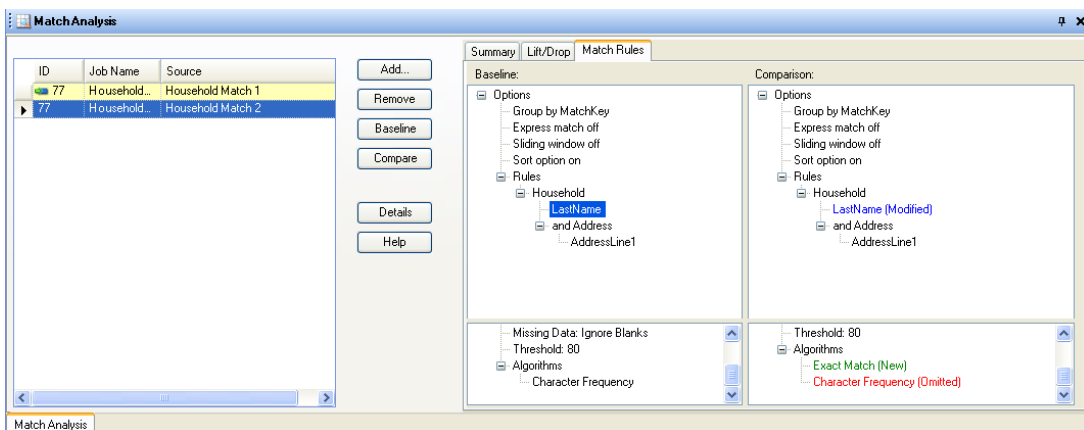 Match Analysis
ID Job Name Source
77 Household... Household Match 1
77 Household... Household Match 2
Add...
Remove
Baseline
Compare
Details
Help
Summary Lift/Drop Match Rules
Baseline:
Options
Group by MatchKey
Express match off
Sliding window off
Sort option on
Rules
Household
LastName
and Address
AddressLine1
Missing Data: Ignore Blanks
Threshold: 80
Algorithms
Character Frequency
Comparison:
Options
Group by MatchKey
Express match off
Sliding window off
Sort option on
Rules
Household
LastName (Modified)
and Address
AddressLine1
Threshold: 80
Algorithms
Exact Match (New)
Character Frequency (Omitted)
Match Analysis